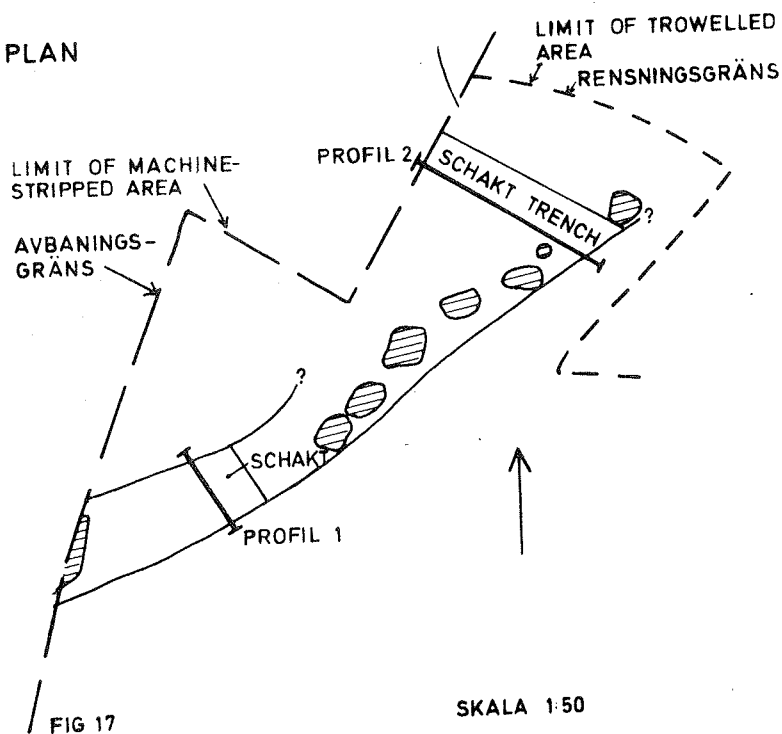 PLAN
LIMIT OF TROWELLED
AREA
RENSNINGSGRÄNS
PROFIL 2
SCHAKT TRENCH
?
LIMIT OF MACHINE-
STRIPPED AREA
AVBANINGS-
GRÄNS
?
SCHAKT
PROFIL 1
FIG 17
SKALA 1:50